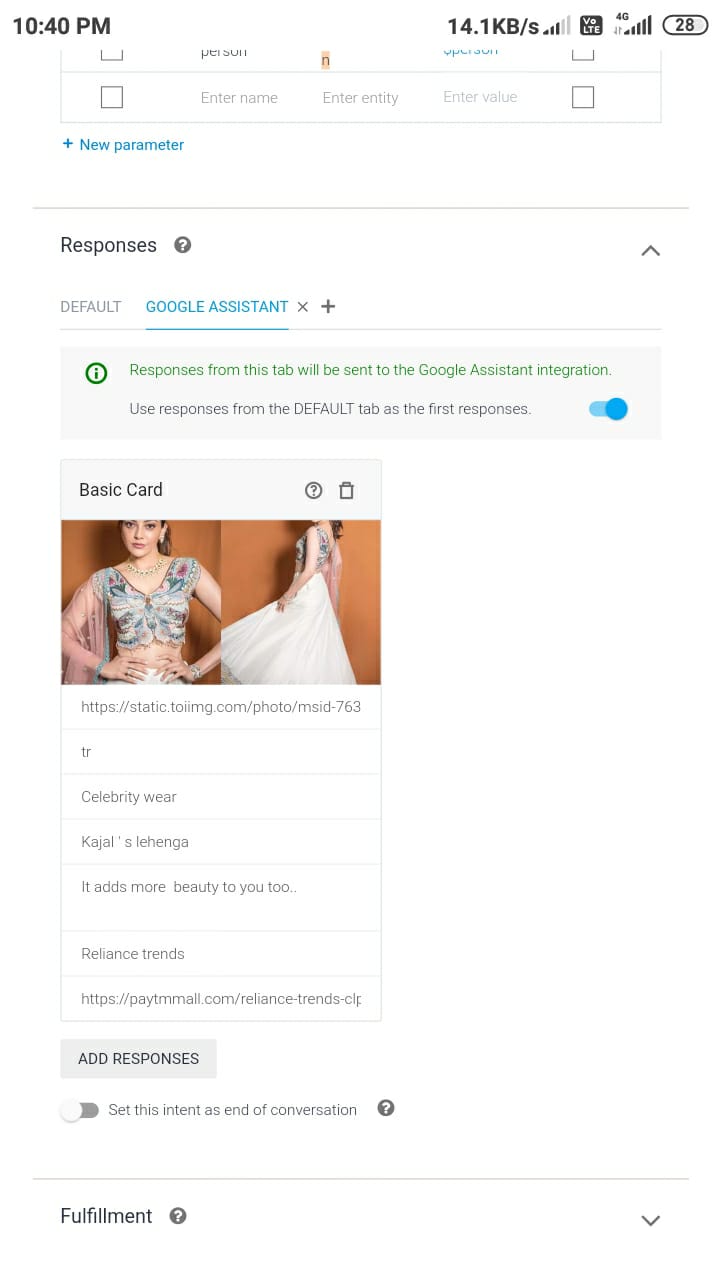 10:40 PM 14.1KB/s Vo LTE 4G 28
person n $person
Enter name Enter entity Enter value
+ New parameter
Responses ?
DEFAULT GOOGLE ASSISTANT × +
Responses from this tab will be sent to the Google Assistant integration.
Use responses from the DEFAULT tab as the first responses.
Basic Card ?
https://static.toiimg.com/photo/msid-763
tr
Celebrity wear
Kajal ' s lehenga
It adds more beauty to you too..
Reliance trends
https://paytmmall.com/reliance-trends-clp
ADD RESPONSES
Set this intent as end of conversation ?
Fulfillment ?